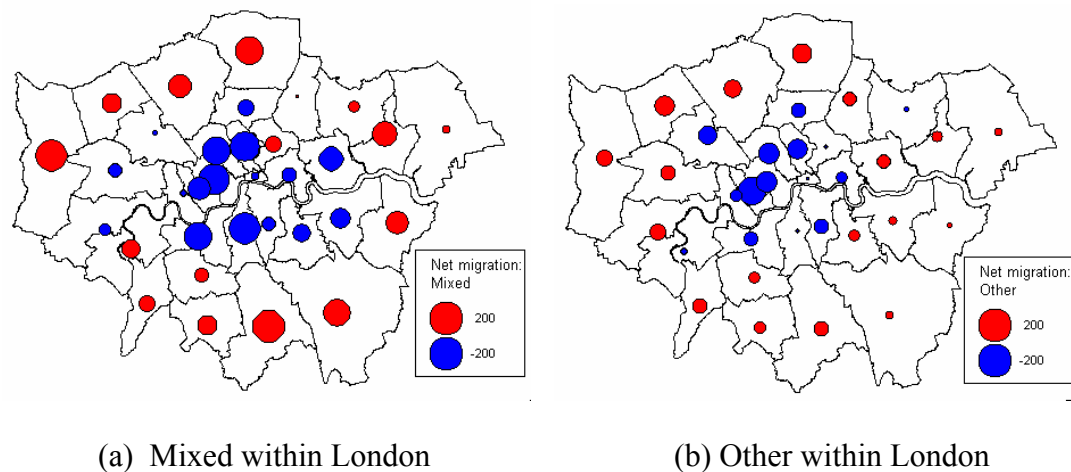 Net migration:
Mixed
200
-200
Net migration:
Other
200
-200
(a) Mixed within London
(b) Other within London